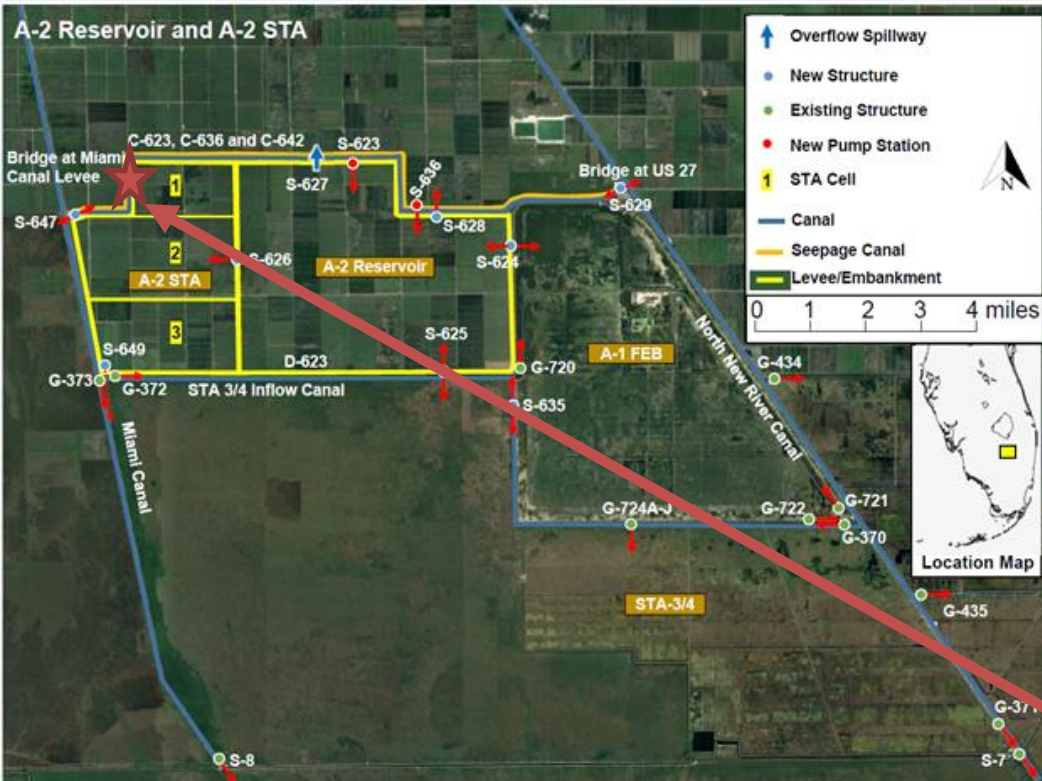 A-2 Reservoir and A-2 STA
Overflow Spillway
New Structure
Existing Structure
New Pump Station
1 STA Cell
Canal
Seepage Canal
Levee/Embankment
N
0 1 2 4 miles
C-623, C-636 and C-642
S-623
Bridge at Miami
Canal Levee
1
S-627
S-636
Bridge at US 27
S-647
S-628
S-629
2
S-626
A-2 Reservoir
S-624
A-2 STA
3
S-625
A-1 FEB
North New River Canal
S-649
D-623
G-720
G-434
G-373
G-372
STA 3/4 Inflow Canal
S-635
Miami Canal
G-724A-J
G-722
G-721
G-370
Location Map
STA-3/4
G-435
G-371
S-8
S-7